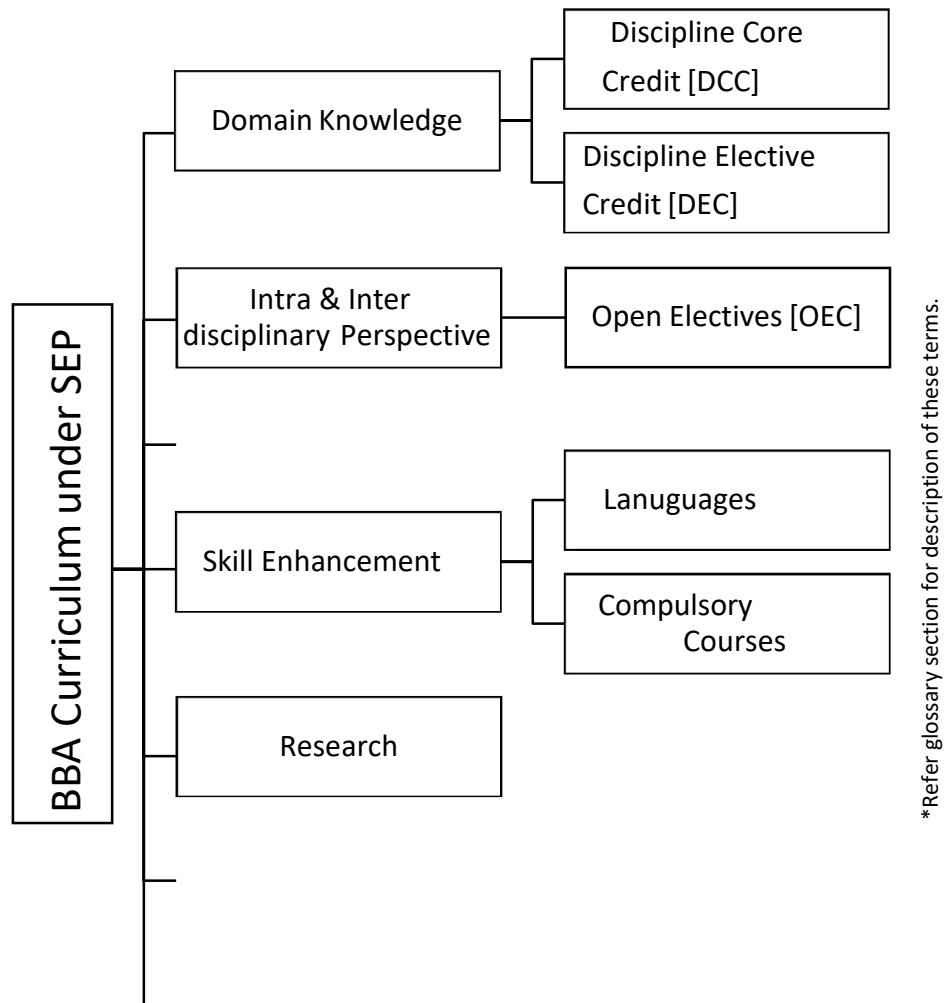 BBA Curriculum under SEP
Domain Knowledge
Discipline Core
Credit [DCC]
Discipline Elective
Credit [DEC]
Intra & Inter
disciplinary Perspective
Open Electives [OEC]
Skill Enhancement
Lanuguages
Compulsory
Courses
Research
*Refer glossary section for description of these terms.